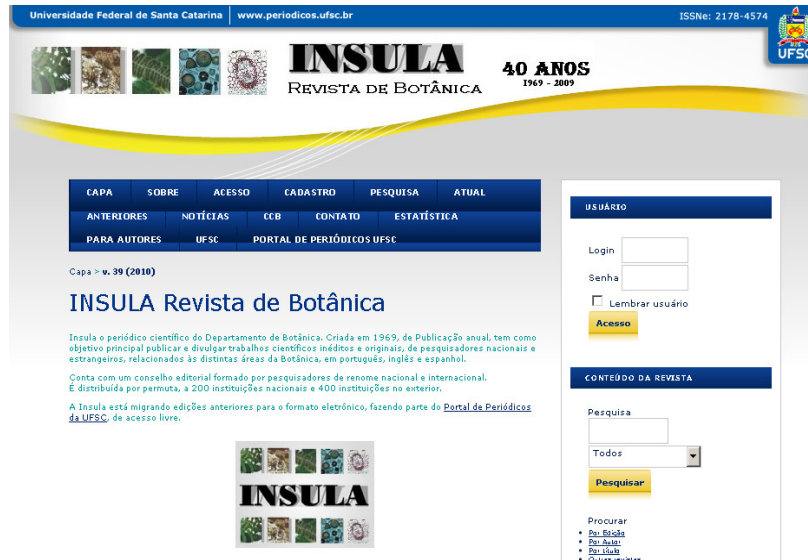 Universidade Federal de Santa Catarina www.periodicos.ufsc.br ISSNe: 2178-4574
UFSC
INSULA
REVISTA DE BOTÂNICA
40 ANOS
1969 - 2009
CAPA SOBRE ACESSO CADASTRO PESQUISA ATUAL
ANTERIORES NOTÍCIAS CCB CONTATO ESTATÍSTICA
PARA AUTORES UFSC PORTAL DE PERIÓDICOS UFSC
Capa > v. 39 (2010)
INSULA Revista de Botânica
Insula o periódico científico do Departamento de Botânica. Criada em 1969, de Publicação anual, tem como
objetivo principal publicar e divulgar trabalhos científicos inéditos e originais, de pesquisadores nacionais e
estrangeiros, relacionados às distintas áreas da Botânica, em português, inglês e espanhol.
Conta com um conselho editorial formado por pesquisadores de renome nacional e internacional.
É distribuída por permuta, a 200 instituições nacionais e 400 instituições no exterior.
A Insula está migrando edições anteriores para o formato eletrônico, fazendo parte do Portal de Periódicos
da UFSC, de acesso livre.
INSULA
USUÁRIO
Login
Senha
Lembrar usuário
Acesso
CONTEÚDO DA REVISTA
Pesquisa
Todos
Pesquisar
Procurar
Por Edição
Por Autor
Por título